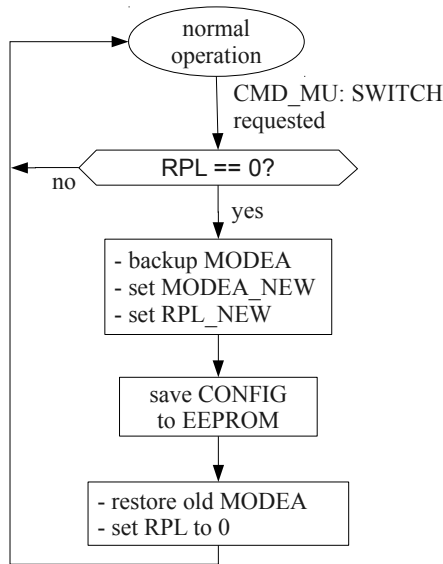 normal
operation
CMD_MU: SWITCH
requested
RPL == 0?
no
yes
- backup MODEA
- set MODEA_NEW
- set RPL_NEW
save CONFIG
to EEPROM
- restore old MODEA
- set RPL to 0